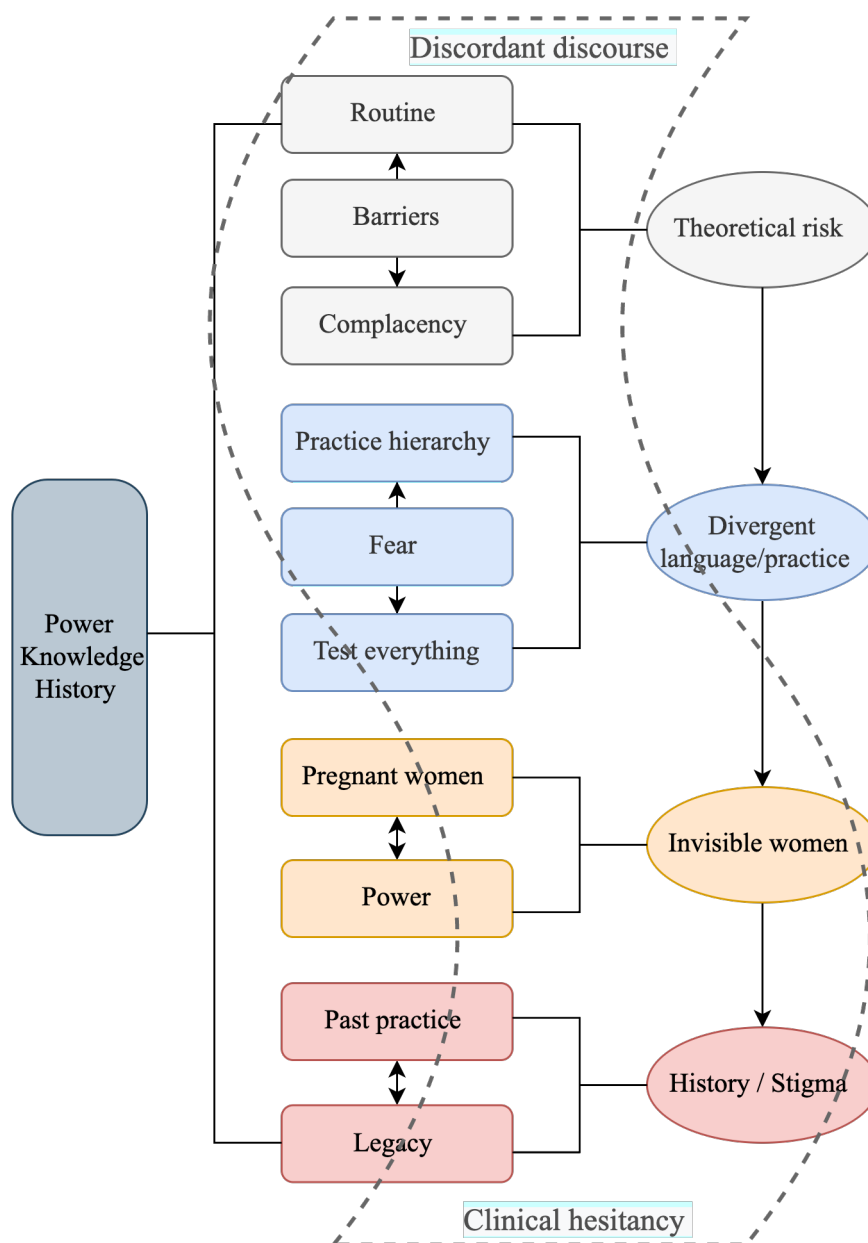 Discordant discourse
Routine
Barriers
Complacency
Theoretical risk
Practice hierarchy
Fear
Test everything
Divergent
language/practice
Power
Knowledge
History
Pregnant women
Power
Invisible women
Past practice
Legacy
History / Stigma
Clinical hesitancy